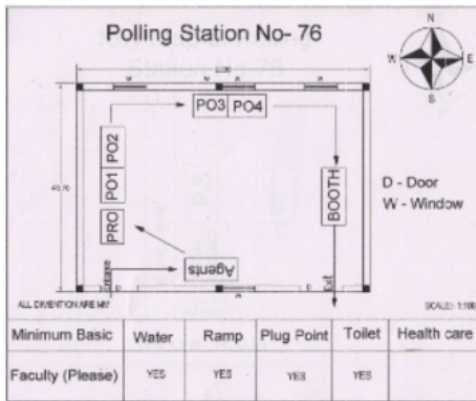 Polling Station No- 76
N
W E
S
W W W
PO3 PO4
PO2
PO1
PRO
BOOTH
D - Door
W - Window
Agents
Entrance
D
D
Exit
W
ALL DIMENTION ARE MM
SCALE:- 1:100
Minimum Basic Water Ramp Plug Point Toilet Health care
Faculty (Please) YES YES YES YES